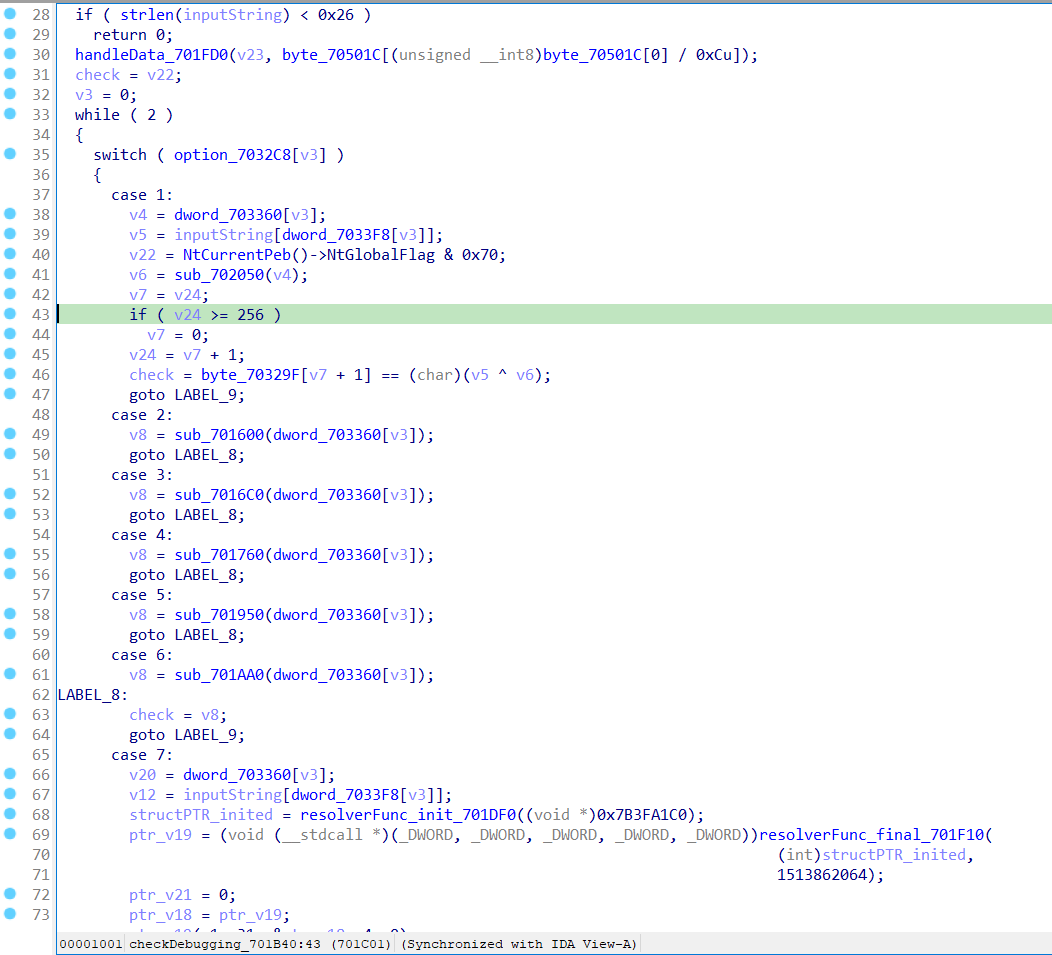 28 if ( strlen(inputString) < 0x26 )
29 return 0;
30 handleData_701FD0(v23, byte_70501C[(unsigned __int8)byte_70501C[0] / 0xCu]);
31 check = v22;
32 v3 = 0;
33 while ( 2 )
34 {
35 switch ( option_7032C8[v3] )
36 {
37 case 1:
38 v4 = dword_703360[v3];
39 v5 = inputString[dword_7033F8[v3]];
40 v22 = NtCurrentPeb()->NtGlobalFlag & 0x70;
41 v6 = sub_702050(v4);
42 v7 = v24;
43 if ( v24 >= 256 )
44 v7 = 0;
45 v24 = v7 + 1;
46 check = byte_70329F[v7 + 1] == (char)(v5 ^ v6);
47 goto LABEL_9;
48 case 2:
49 v8 = sub_701600(dword_703360[v3]);
50 goto LABEL_8;
51 case 3:
52 v8 = sub_7016C0(dword_703360[v3]);
53 goto LABEL_8;
54 case 4:
55 v8 = sub_701760(dword_703360[v3]);
56 goto LABEL_8;
57 case 5:
58 v8 = sub_701950(dword_703360[v3]);
59 goto LABEL_8;
60 case 6:
61 v8 = sub_701AA0(dword_703360[v3]);
62 LABEL_8:
63 check = v8;
64 goto LABEL_9;
65 case 7:
66 v20 = dword_703360[v3];
67 v12 = inputString[dword_7033F8[v3]];
68 structPTR_inited = resolverFunc_init_701DF0((void *)0x7B3FA1C0);
69 ptr_v19 = (void (__stdcall *)(_DWORD, _DWORD, _DWORD, _DWORD, _DWORD))resolverFunc_final_701F10(
70 (int)structPTR_inited,
71 1513862064);
72 ptr_v21 = 0;
73 ptr_v18 = ptr_v19;
00001001 checkDebugging_701B40:43 (701C01) (Synchronized with IDA View-A)